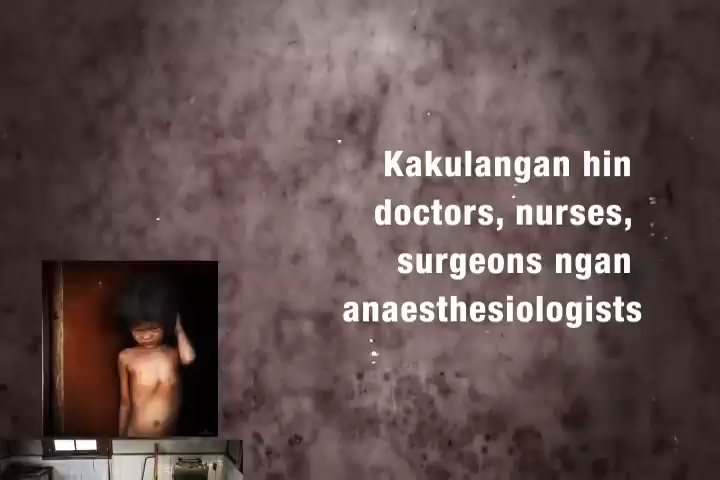 Kakulangan hin
doctors, nurses,
surgeons ngan
anaesthesiologists